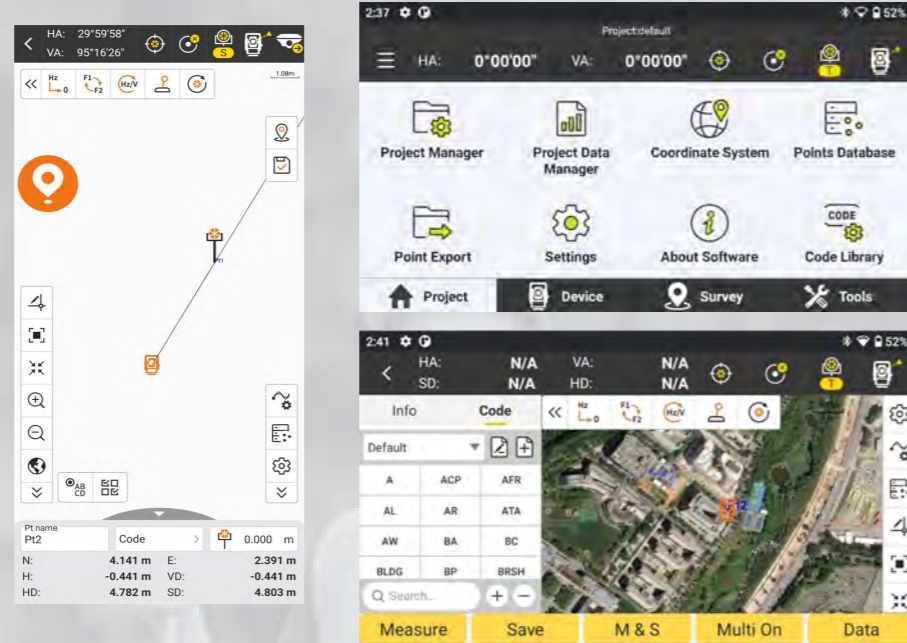 HA: 29°59'58"
VA: 95°16'26"
S
Hz
0
F1
F2
Hz/V
1.08m
Pt1
AB
CD
Pt name
Pt2
Code
0.000 m
N: 4.141 m E: 2.391 m
H: -0.441 m VD: -0.441 m
HD: 4.782 m SD: 4.803 m
2:37 52%
Project:default
HA: 0°00'00" VA: 0°00'00"
T
Project Manager
Project Data
Manager
Coordinate System
Points Database
CODE
Point Export
Settings
About Software
Code Library
Project
Device
Survey
Tools
2:41 52%
HA: N/A VA: N/A
SD: N/A HD: N/A
T
Info Code
Hz
0
F1
F2
Hz/V
Default
A ACP AFR
AL AR ATA
AW BA BC
BLDG BP BRSH
Search...
Measure Save M & S Multi On Data